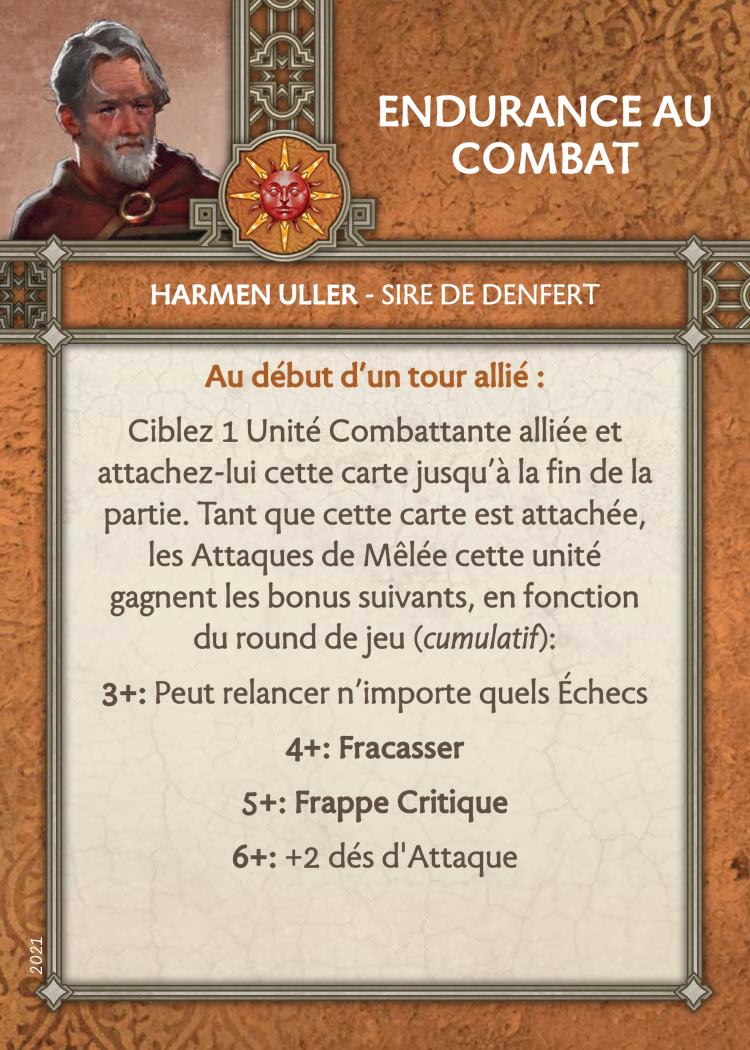 ENDURANCE AU
COMBAT
HARMEN ULLER - SIRE DE DENFERT
Au début d’un tour allié :
Ciblez 1 Unité Combattante alliée et
attachez-lui cette carte jusqu’à la fin de la
partie. Tant que cette carte est attachée,
les Attaques de Mêlée cette unité
gagnent les bonus suivants, en fonction
du round de jeu (cumulatif):
3+: Peut relancer n’importe quels Échecs
4+: Fracasser
5+: Frappe Critique
6+: +2 dés d'Attaque
2021